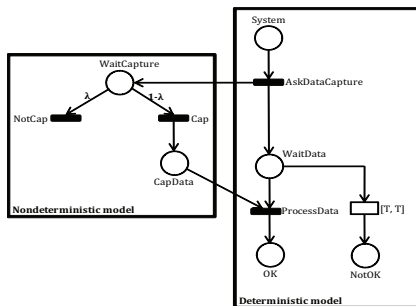 System
WaitCapture
λ
1-λ
AskDataCapture
NotCap
Cap
WaitData
CapData
ProcessData
[T, T]
OK
NotOK
Nondeterministic model
Deterministic model